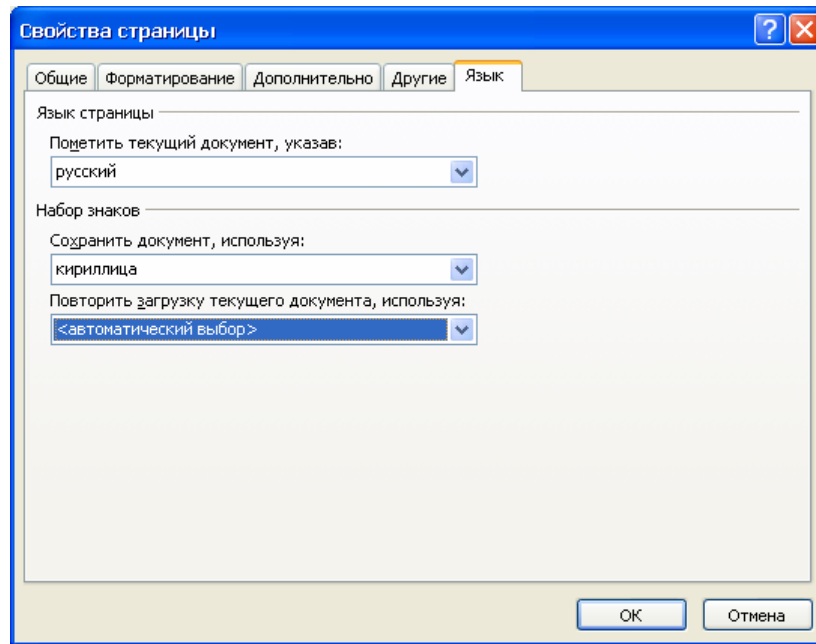 Свойства страницы
Общие Форматирование Дополнительно Другие Язык
Язык страницы
Пометить текущий документ, указав:
русский
Набор знаков
Сохранить документ, используя:
кириллица
Повторить загрузку текущего документа, используя:
<автоматический выбор>
ОК Отмена